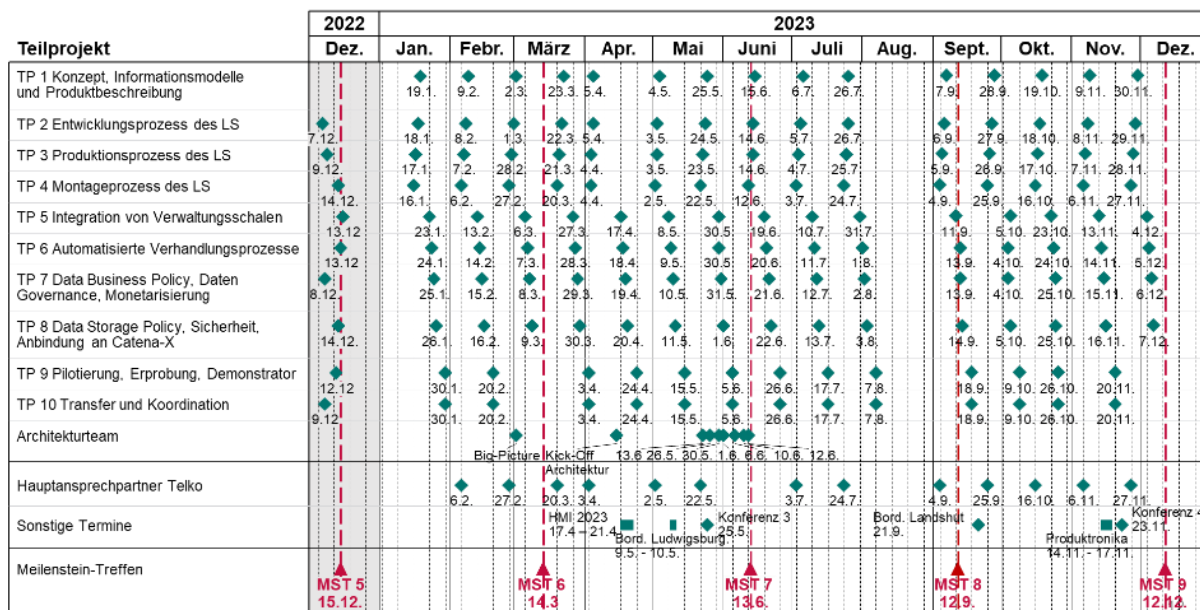 2022 2023
Teilprojekt Dez. Jan. Febr. März Apr. Mai Juni Juli Aug. Sept. Okt. Nov. Dez.
TP 1 Konzept, Informationsmodelle
und Produktbeschreibung 19.1. 9.2. 2.3. 23.3. 5.4. 4.5. 25.5. 15.6. 6.7. 26.7. 7.9. 28.9. 19.10. 9.11. 30.11.
TP 2 Entwicklungsprozess des LS
7.12. 18.1. 8.2. 1.3. 22.3. 5.4. 3.5. 24.5. 14.6. 5.7. 26.7. 6.9. 27.9. 18.10. 8.11. 29.11.
TP 3 Produktionsprozess des LS
9.12. 17.1. 7.2. 28.2. 21.3. 4.4. 3.5. 23.5. 14.6. 4.7. 25.7. 5.9. 26.9. 17.10. 7.11. 28.11.
TP 4 Montageprozess des LS
14.12. 16.1. 6.2. 27.2. 20.3. 4.4. 2.5. 22.5. 12.6. 3.7. 24.7. 4.9. 25.9. 16.10. 6.11. 27.11.
TP 5 Integration von Verwaltungsschalen
13.12 23.1. 13.2. 6.3. 27.3. 17.4. 8.5. 30.5. 19.6. 10.7. 31.7. 11.9. 5.10. 23.10. 13.11. 4.12.
TP 6 Automatisierte Verhandlungsprozesse
13.12 24.1. 14.2. 7.3. 28.3. 18.4. 9.5. 30.5. 20.6. 11.7. 1.8. 13.9. 4.10. 24.10. 14.11. 5.12.
TP 7 Data Business Policy, Daten
Governance, Monetarisierung 8.12. 25.1. 15.2. 8.3. 29.3. 19.4. 10.5. 31.5. 21.6. 12.7. 2.8. 13.9. 4.10. 25.10. 15.11. 6.12.
TP 8 Data Storage Policy, Sicherheit,
Anbindung an Catena-X 14.12. 26.1. 16.2. 9.3. 30.3. 20.4. 11.5. 1.6. 22.6. 13.7. 3.8. 14.9. 5.10. 25.10. 16.11. 7.12.
TP 9 Pilotierung, Erprobung, Demonstrator
12.12 30.1. 20.2. 3.4. 24.4. 15.5. 5.6. 26.6. 17.7. 7.8. 18.9. 9.10. 26.10. 20.11.
TP 10 Transfer und Koordination
9.12. 30.1. 20.2. 3.4. 24.4. 15.5. 5.6. 26.6. 17.7. 7.8. 18.9. 9.10. 26.10. 20.11.
Architekturteam
Big-Picture Kick-Off 13.6 26.5. 30.5. 1.6. 6.6. 10.6. 12.6.
Architektur
Hauptansprechpartner Telko
6.2. 27.2. 20.3. 3.4. 2.5. 22.5. 3.7. 24.7. 4.9. 25.9. 16.10. 6.11. 27.11.
Sonstige Termine
HMI 2023
17.4 – 21.4.
Bord. Ludwigsburg
9.5. - 10.5.
Konferenz 3
25.5.
Bord. Landshut
21.9.
Produktronika
14.11. - 17.11.
Konferenz 4
23.11.
Meilenstein-Treffen
MST 5 MST 6 MST 7 MST 8 MST 9
15.12. 14.3 13.6. 12.9. 12.12.